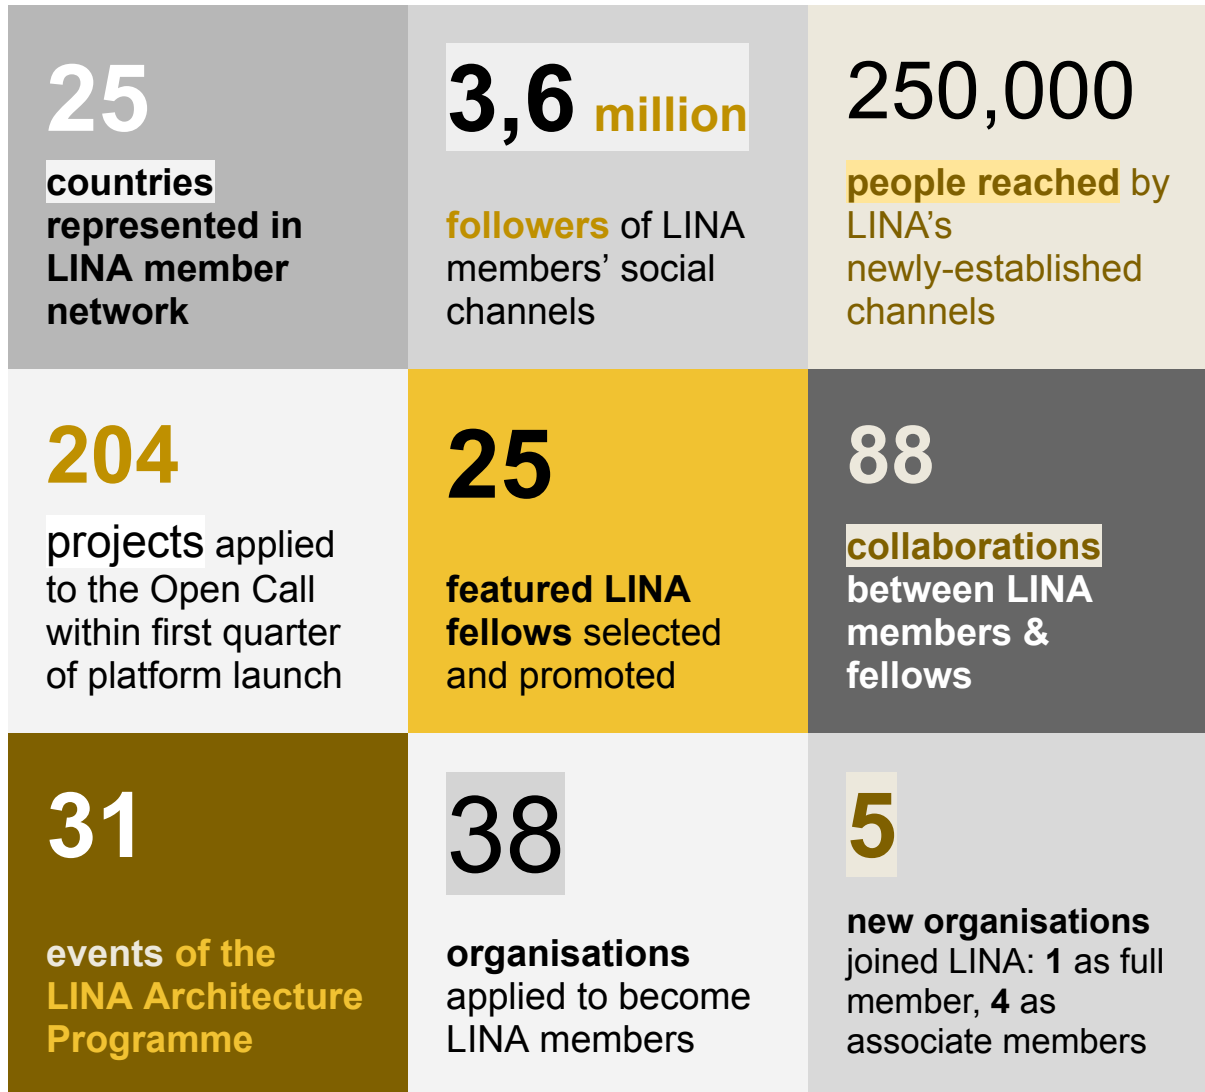 25
countries
represented in
LINA member
network
3,6 million
followers of LINA
members’ social
channels
250,000
people reached by
LINA’s
newly-established
channels
204
projects applied
to the Open Call
within first quarter
of platform launch
25
featured LINA
fellows selected
and promoted
88
collaborations
between LINA
members &
fellows
31
events of the
LINA Architecture
Programme
38
organisations
applied to become
LINA members
5
new organisations
joined LINA: 1 as full
member, 4 as
associate members